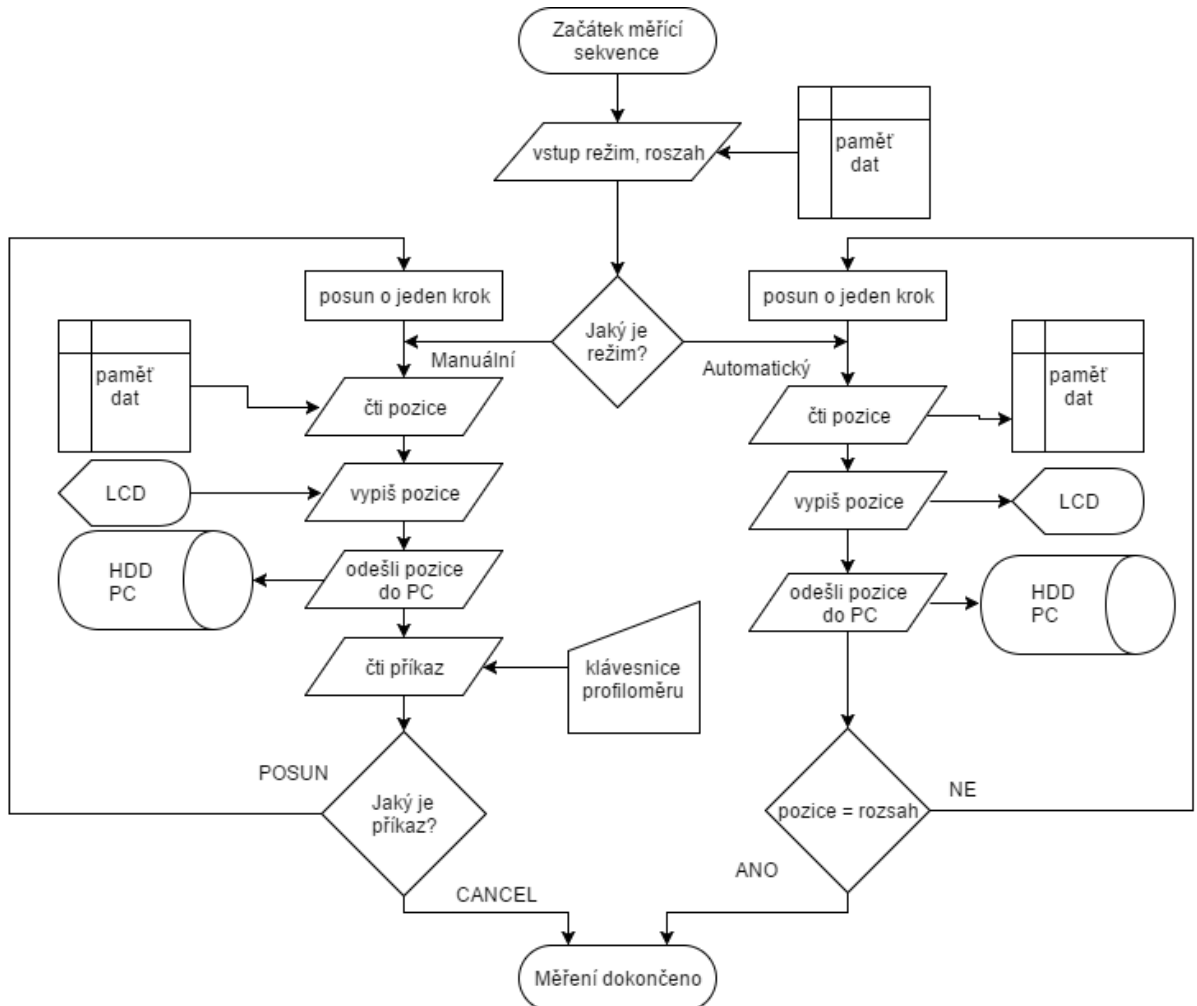 Začátek měřící
sekvence
vstup režim, roszah
paměť
dat
posun o jeden krok
Jaký je
režim?
posun o jeden krok
Manuální
Automatický
paměť
dat
čti pozice
čti pozice
paměť
dat
LCD
vypiš pozice
vypiš pozice
LCD
HDD
PC
odešli pozice
do PC
odešli pozice
do PC
HDD
PC
čti příkaz
klávesnice
profiloměru
POSUN
Jaký je
příkaz?
pozice = rozsah
NE
ANO
CANCEL
Měření dokončeno